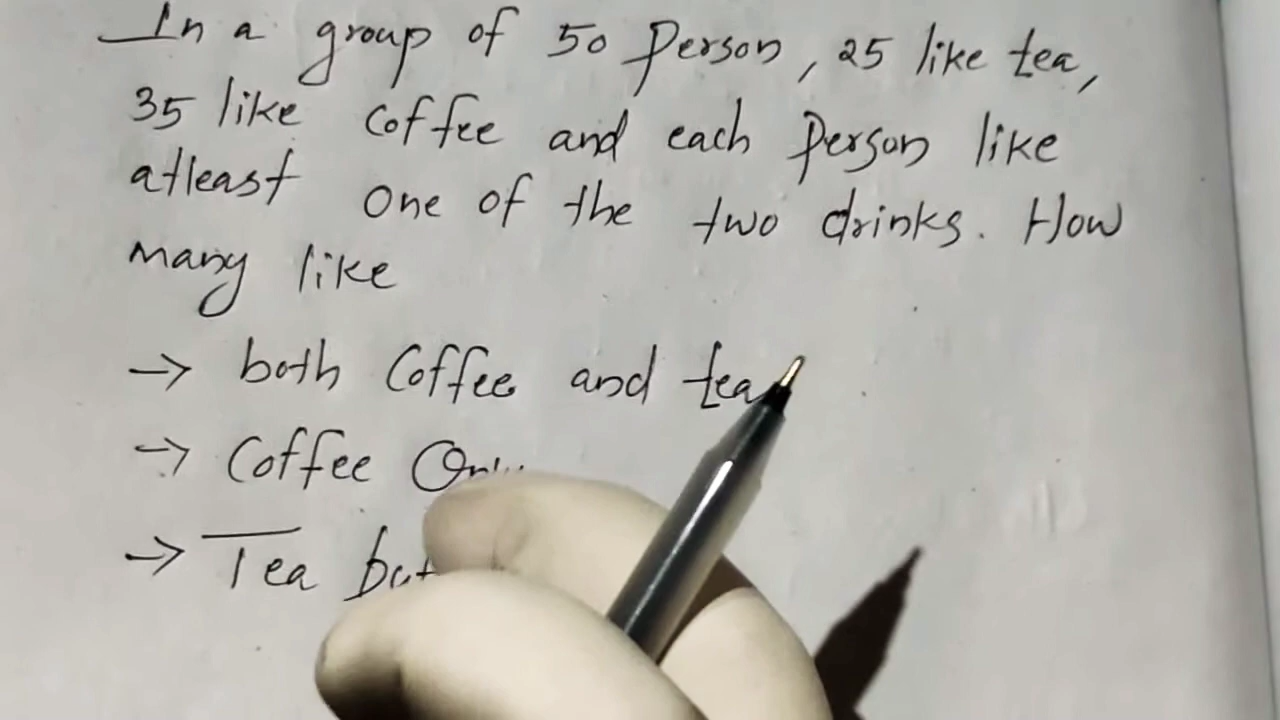 In a group of 50 Person, 25 like tea,
35 like Coffee and each Person like
atleast One of the two drinks. How
many like
→ both Coffee and tea
→ Coffee
→ Tea but